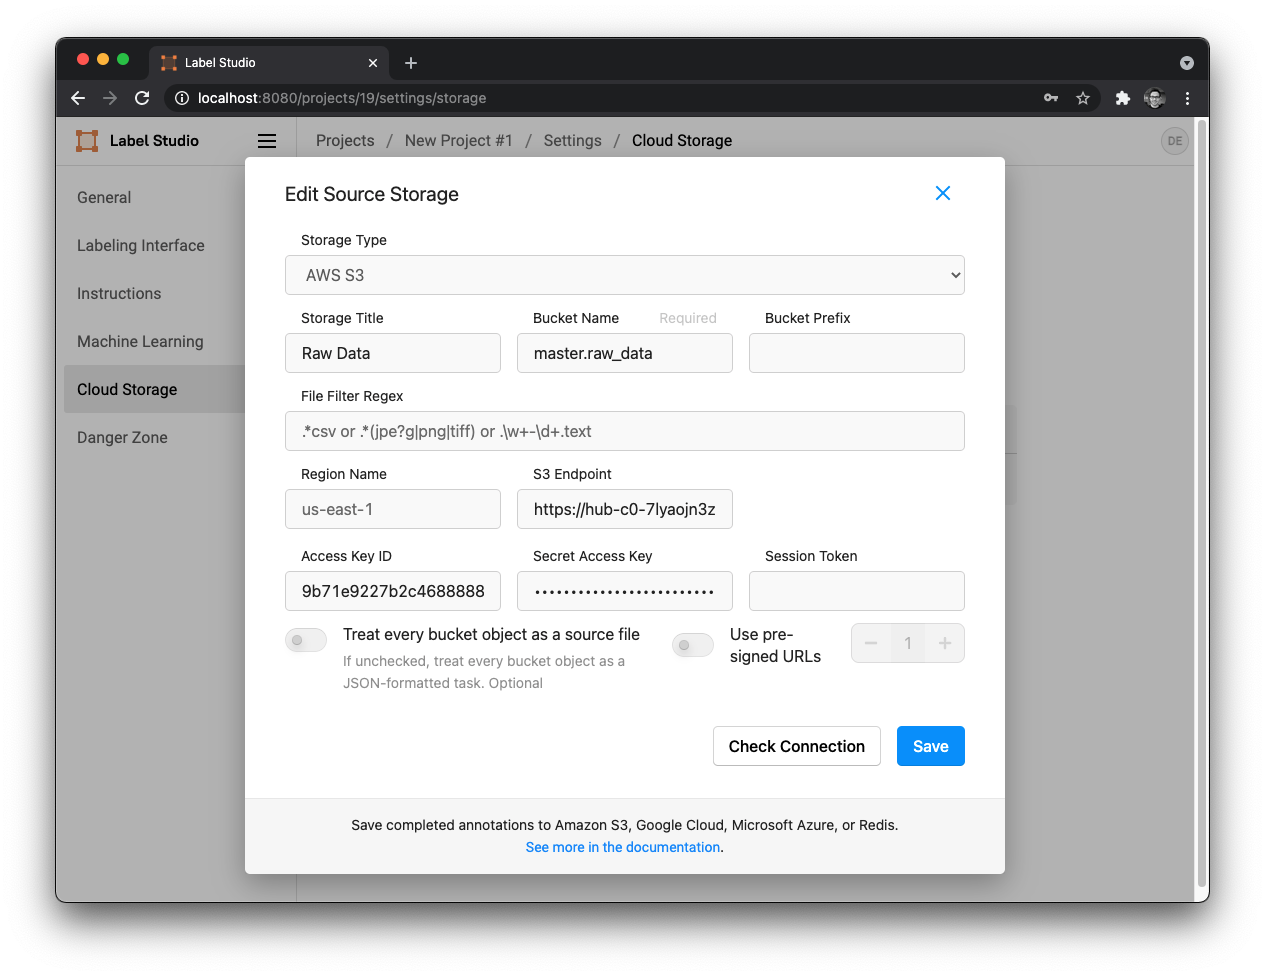 Label Studio
localhost:8080/projects/19/settings/storage
Label Studio
Projects / New Project #1 / Settings / Cloud Storage
DE
General
Labeling Interface
Instructions
Machine Learning
Cloud Storage
Danger Zone
Edit Source Storage
Storage Type
AWS S3
Storage Title
Bucket Name Required
Bucket Prefix
Raw Data
master.raw_data
File Filter Regex
.*csv or .*(jpe?g|png|tiff) or .\w+-\d+.text
Region Name
S3 Endpoint
us-east-1
https://hub-c0-7lyaojn3z
Access Key ID
Secret Access Key
Session Token
9b71e9227b2c4688888
•••••••••••••••••••••••••
Treat every bucket object as a source file
If unchecked, treat every bucket object as a
JSON-formatted task. Optional
Use pre-
signed URLs
− 1 +
Check Connection
Save
Save completed annotations to Amazon S3, Google Cloud, Microsoft Azure, or Redis.
See more in the documentation.